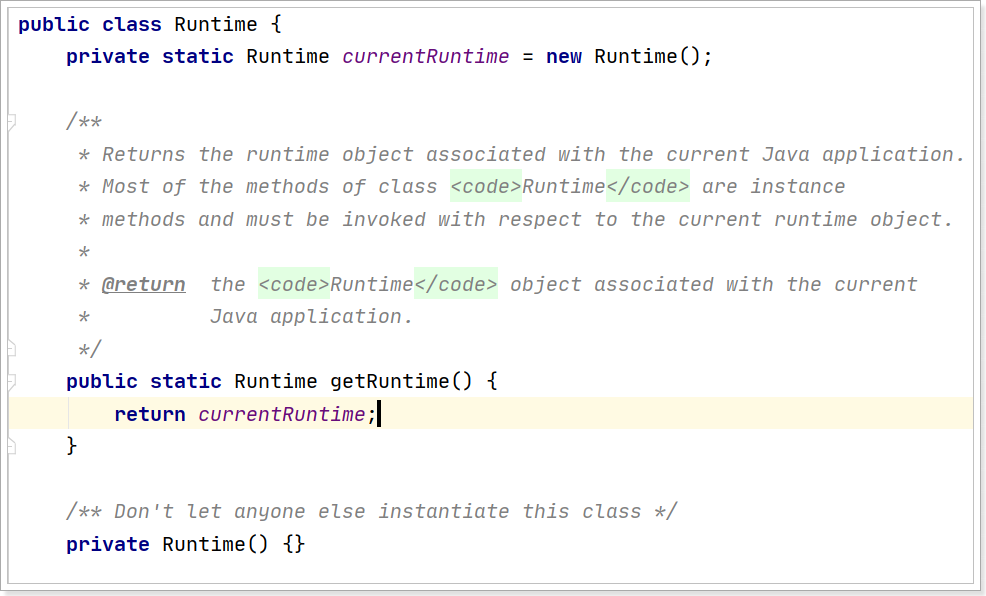 public class Runtime {
    private static Runtime currentRuntime = new Runtime();

    /**
     * Returns the runtime object associated with the current Java application.
     * Most of the methods of class <code>Runtime</code> are instance
     * methods and must be invoked with respect to the current runtime object.
     *
     * @return  the <code>Runtime</code> object associated with the current
     *          Java application.
     */
    public static Runtime getRuntime() {
        return currentRuntime;
    }

    /** Don't let anyone else instantiate this class */
    private Runtime() {}